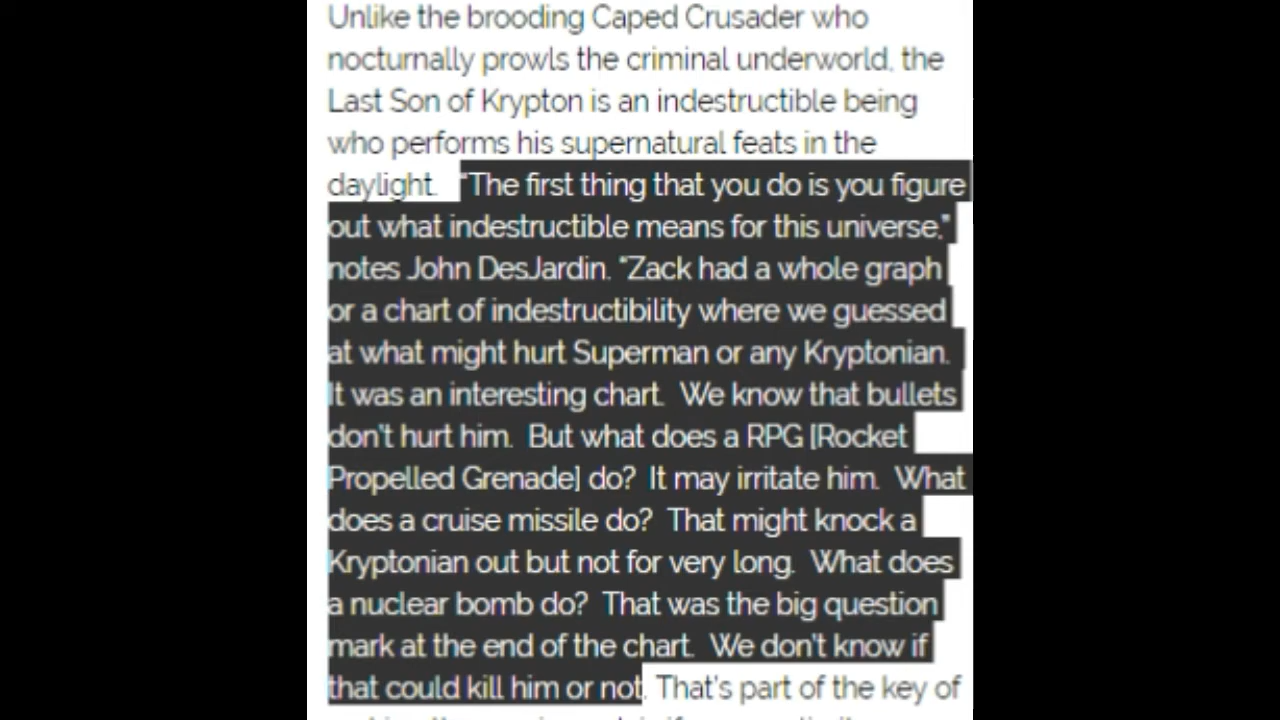 Unlike the brooding Caped Crusader who
nocturnally prowls the criminal underworld, the
Last Son of Krypton is an indestructible being
who performs his supernatural feats in the
daylight.  “The first thing that you do is you figure
out what indestructible means for this universe,”
notes John DesJardin. “Zack had a whole graph
or a chart of indestructibility where we guessed
at what might hurt Superman or any Kryptonian.
It was an interesting chart.  We know that bullets
don’t hurt him.  But what does a RPG [Rocket
Propelled Grenade] do?  It may irritate him.  What
does a cruise missile do?  That might knock a
Kryptonian out but not for very long.  What does
a nuclear bomb do?  That was the big question
mark at the end of the chart.  We don’t know if
that could kill him or not. That’s part of the key of